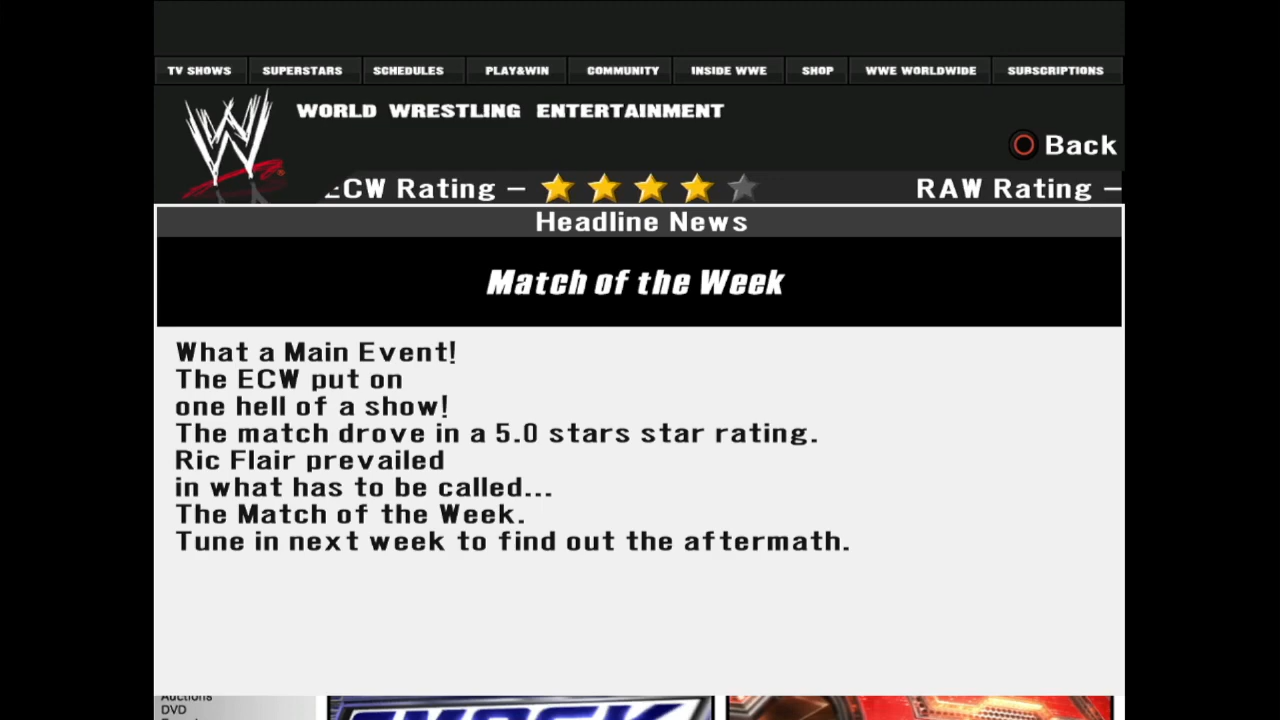 TV SHOWS SUPERSTARS SCHEDULES PLAY&WIN COMMUNITY INSIDE WWE SHOP WWE WORLDWIDE SUBSCRIPTIONS
WORLD WRESTLING ENTERTAINMENT
Back
ECW Rating – RAW Rating –
Headline News
Match of the Week
What a Main Event!
The ECW put on
one hell of a show!
The match drove in a 5.0 stars star rating.
Ric Flair prevailed
in what has to be called...
The Match of the Week.
Tune in next week to find out the aftermath.
Auctions
DVD